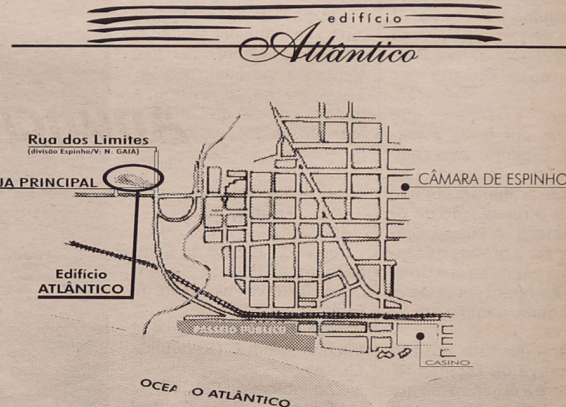 edifício
Atlântico
Rua dos Limites
(divisão Espinho/V. N. GAIA)
UA PRINCIPAL
CÂMARA DE ESPINHO
Edifício
ATLÂNTICO
PASSEIO PÚBLICO
CASINO
OCEA O ATLÂNTICO